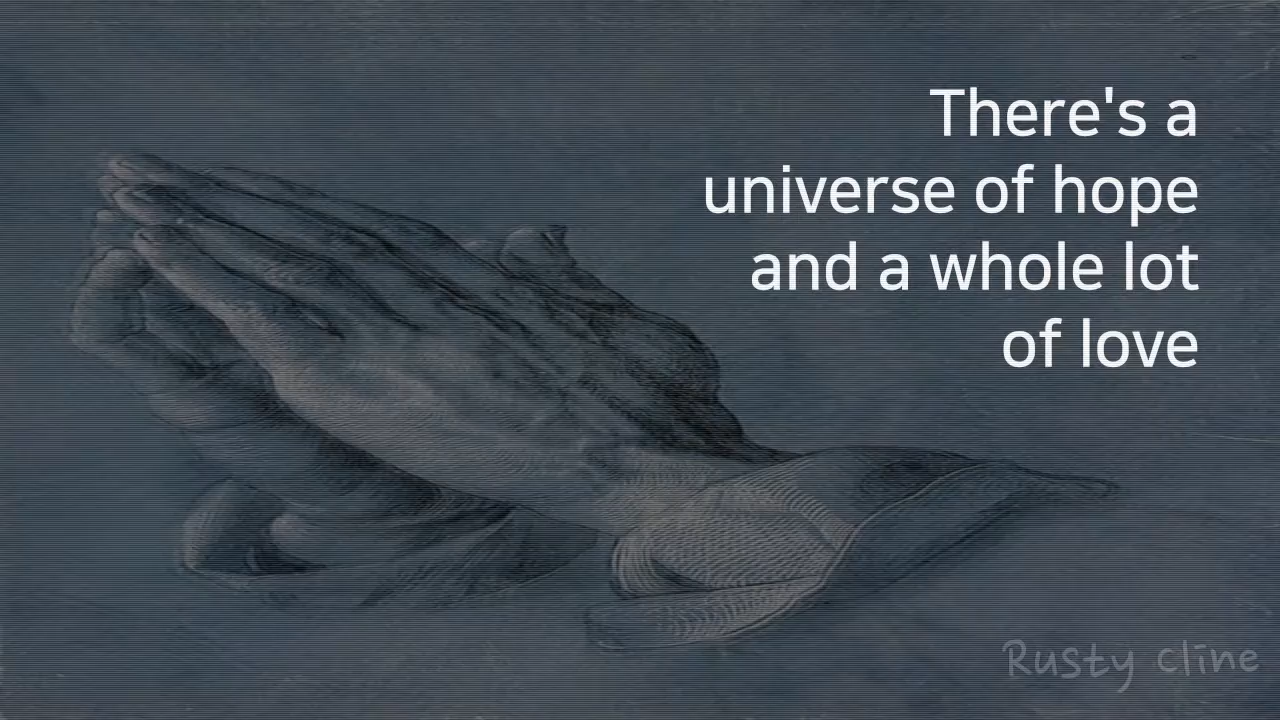 There's a
universe of hope
and a whole lot
of love
Rusty cline